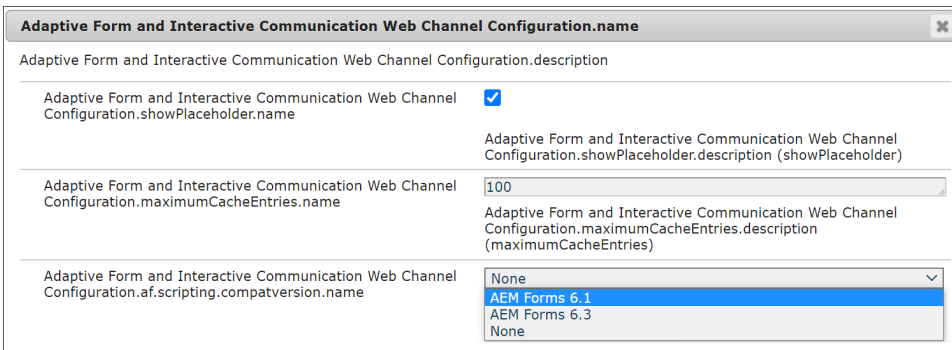 Adaptive Form and Interactive Communication Web Channel Configuration.name
Adaptive Form and Interactive Communication Web Channel Configuration.description
Adaptive Form and Interactive Communication Web Channel
Configuration.showPlaceholder.name
Adaptive Form and Interactive Communication Web Channel
Configuration.showPlaceholder.description (showPlaceholder)
Adaptive Form and Interactive Communication Web Channel
Configuration.maximumCacheEntries.name
100
Adaptive Form and Interactive Communication Web Channel
Configuration.maximumCacheEntries.description
(maximumCacheEntries)
Adaptive Form and Interactive Communication Web Channel
Configuration.af.scripting.compatversion.name
None
AEM Forms 6.1
AEM Forms 6.3
None